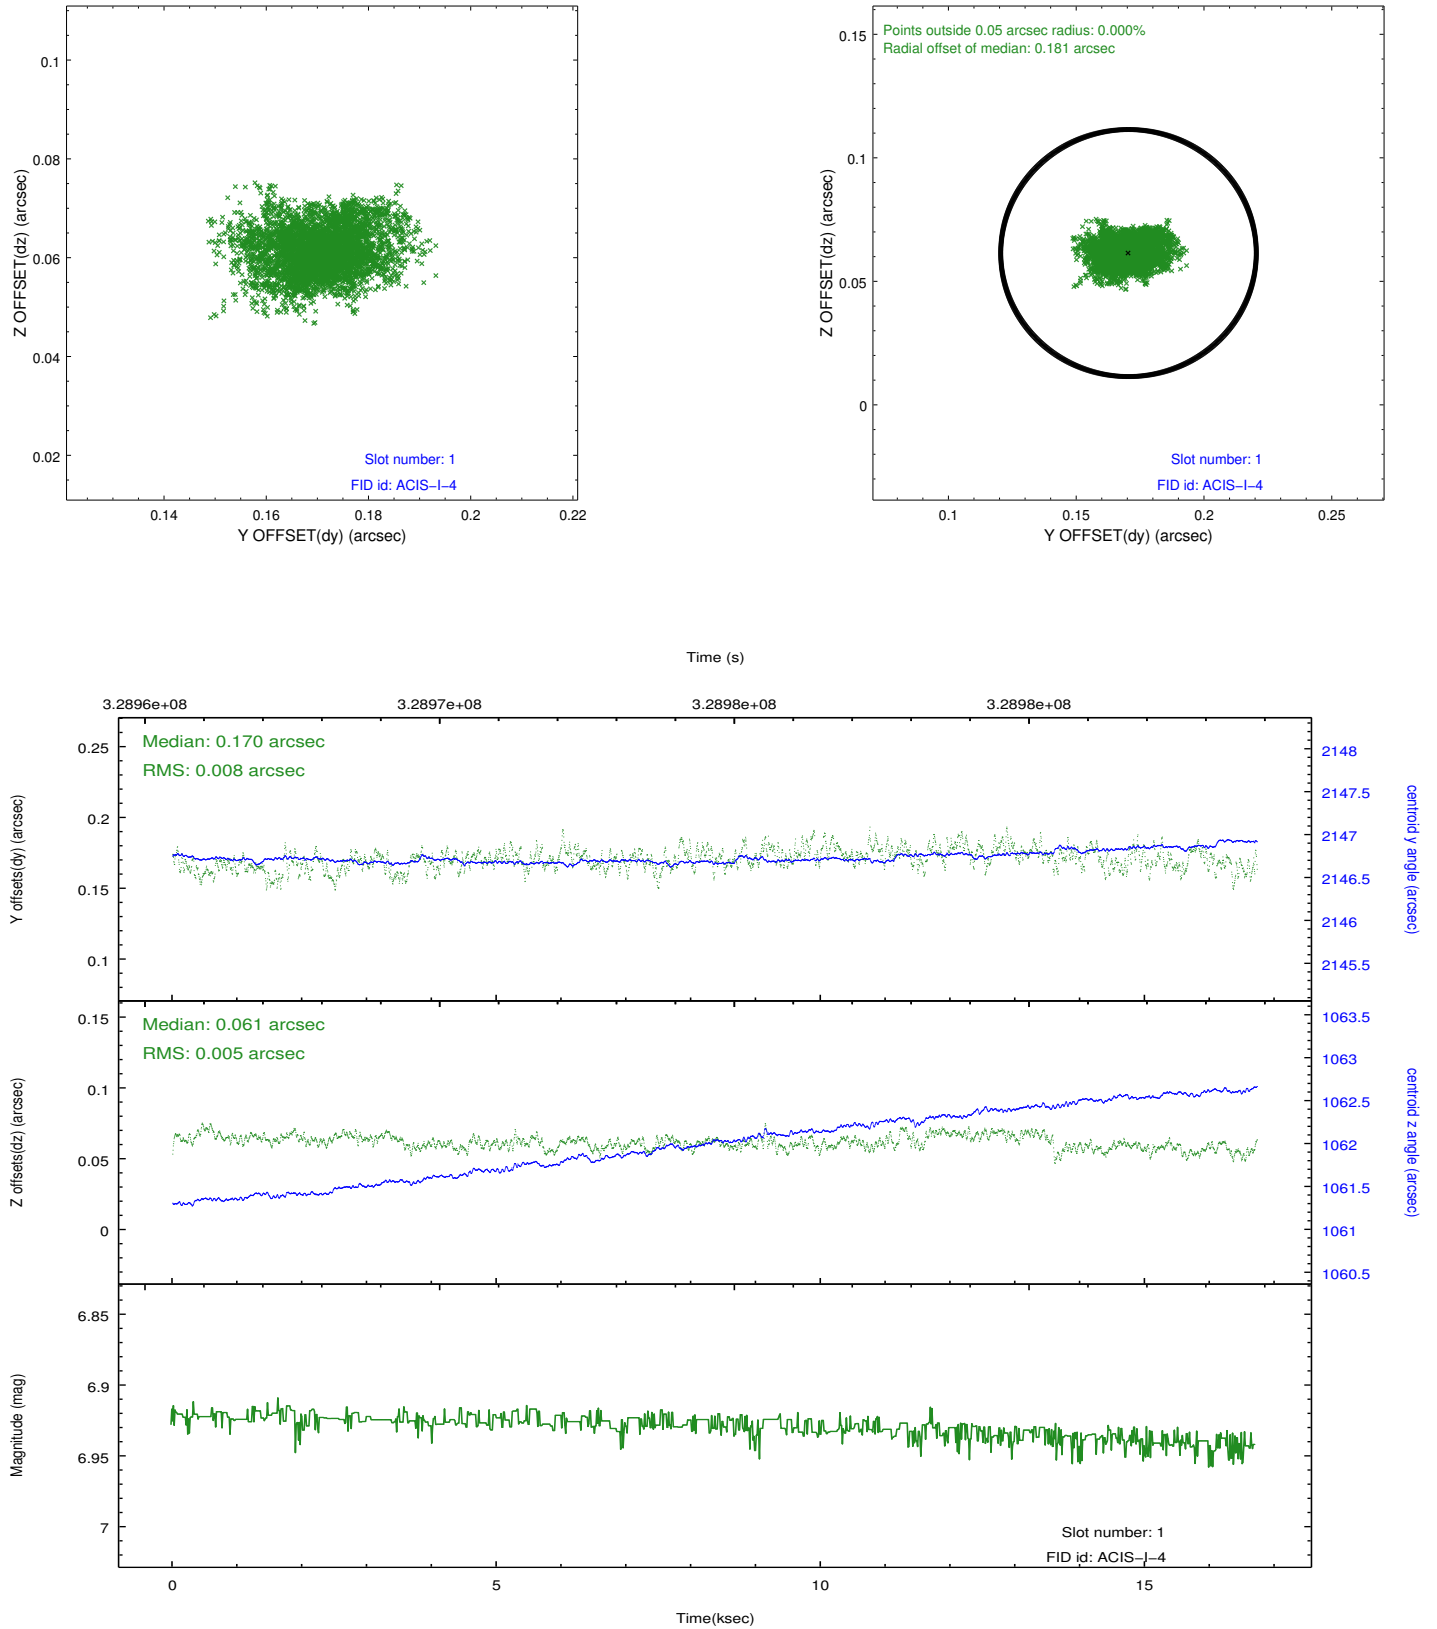 0.1
0.08
0.06
0.04
0.02
Z OFFSET(dz) (arcsec)
Slot number: 1
FID id: ACIS−I−4
0.14 0.16 0.18 0.2 0.22
Y OFFSET(dy) (arcsec)
Points outside 0.05 arcsec radius: 0.000%
Radial offset of median: 0.181 arcsec
0.15
0.1
0.05
0
Z OFFSET(dz) (arcsec)
Slot number: 1
FID id: ACIS−I−4
0.1 0.15 0.2 0.25
Y OFFSET(dy) (arcsec)
Time (s)
3.2896e+08 3.2897e+08 3.2898e+08 3.2898e+08
Median: 0.170 arcsec
RMS: 0.008 arcsec
0.25
0.2
0.15
0.1
Y offsets(dy) (arcsec)
2148
2147.5
2147
2146.5
2146
2145.5
centroid y angle (arcsec)
Median: 0.061 arcsec
RMS: 0.005 arcsec
0.15
0.1
0.05
0
Z offsets(dz) (arcsec)
1063.5
1063
1062.5
1062
1061.5
1061
1060.5
centroid z angle (arcsec)
6.85
6.9
6.95
7
Magnitude (mag)
Slot number: 1
FID id: ACIS−I−4
0 5 10 15
Time(ksec)